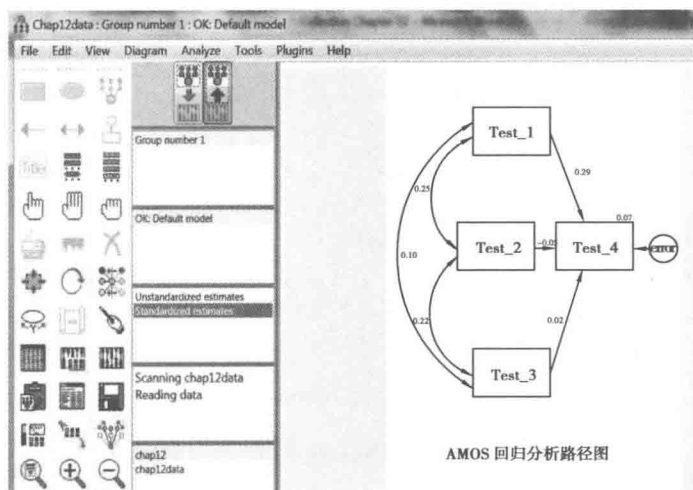 Chap12data : Group number 1 : OK: Default model
File Edit View Diagram Analyze Tools Plugins Help
Group number 1
OK: Default model
Unstandardized estimates
Standardized estimates
Scanning chap12data
Reading data
chap12
chap12data
Test_1
0.29
0.25
0.07
Test_2
-0.05
Test_4
error
0.10
0.22
0.02
Test_3
AMOS 回归分析路径图